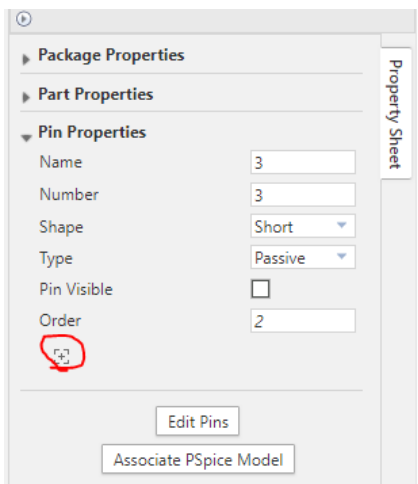 Package Properties
Part Properties
Pin Properties
Name 3
Number 3
Shape Short
Type Passive
Pin Visible
Order 2
Edit Pins
Associate PSpice Model
Property Sheet